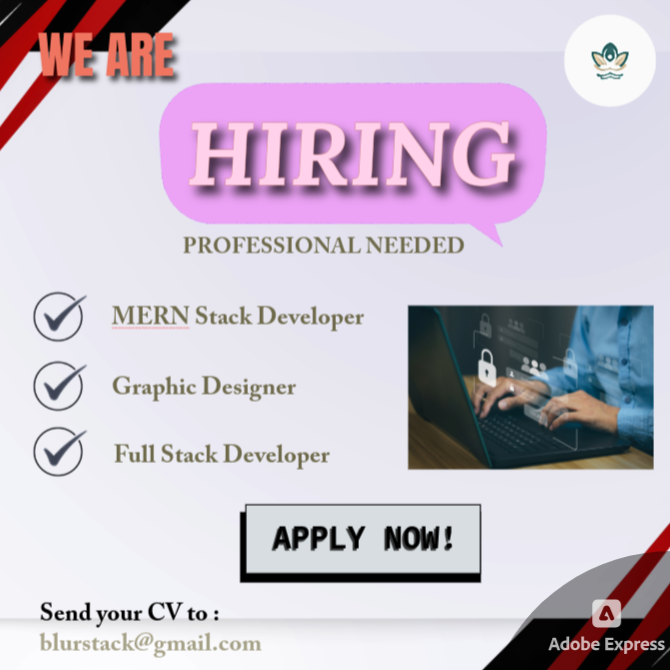 WE ARE
HIRING
PROFESSIONAL NEEDED
MERN Stack Developer
Graphic Designer
Full Stack Developer
APPLY NOW!
Send your CV to :
blurstack@gmail.com
Adobe Express